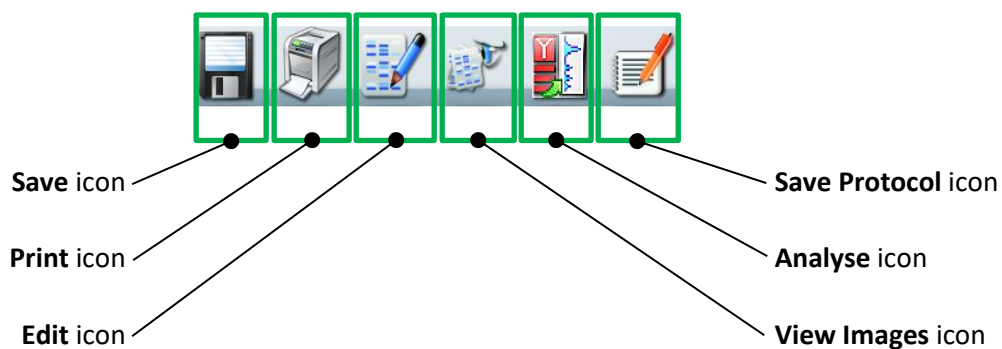 Save icon
Print icon
Edit icon
Save Protocol icon
Analyse icon
View Images icon